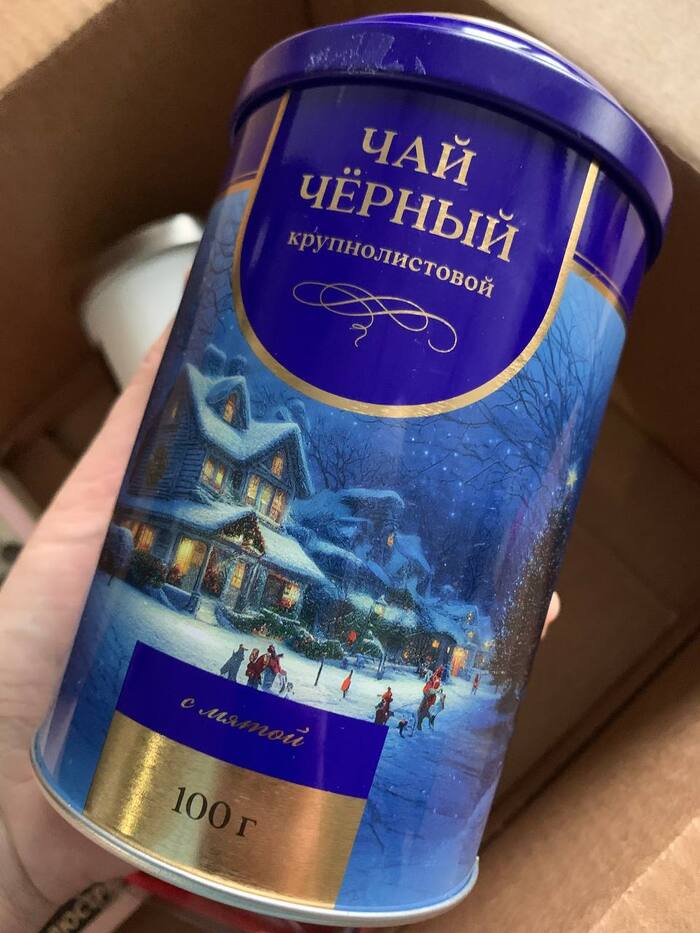 ЧАЙ
ЧЁРНЫЙ
крупнолистовой
с мятой
100 г